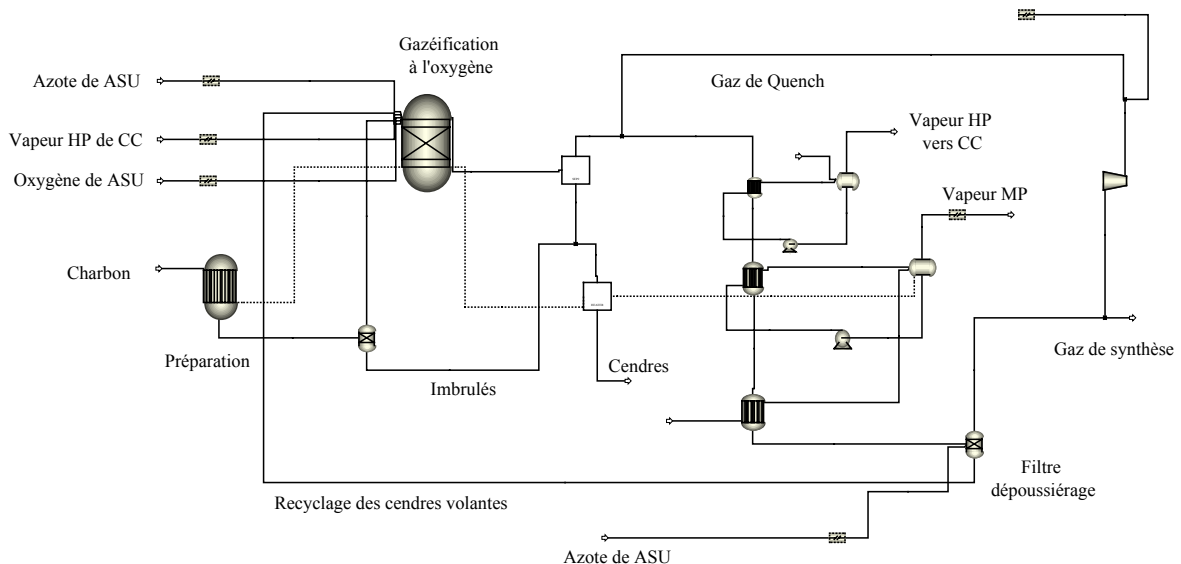 Gazéification
à l'oxygène
Azote de ASU
Gaz de Quench
Vapeur HP
vers CC
Vapeur HP de CC
Oxygène de ASU
Vapeur MP
Charbon
Préparation
Gaz de synthèse
Imbrulés
Cendres
Filtre
dépoussiérage
Recyclage des cendres volantes
Azote de ASU